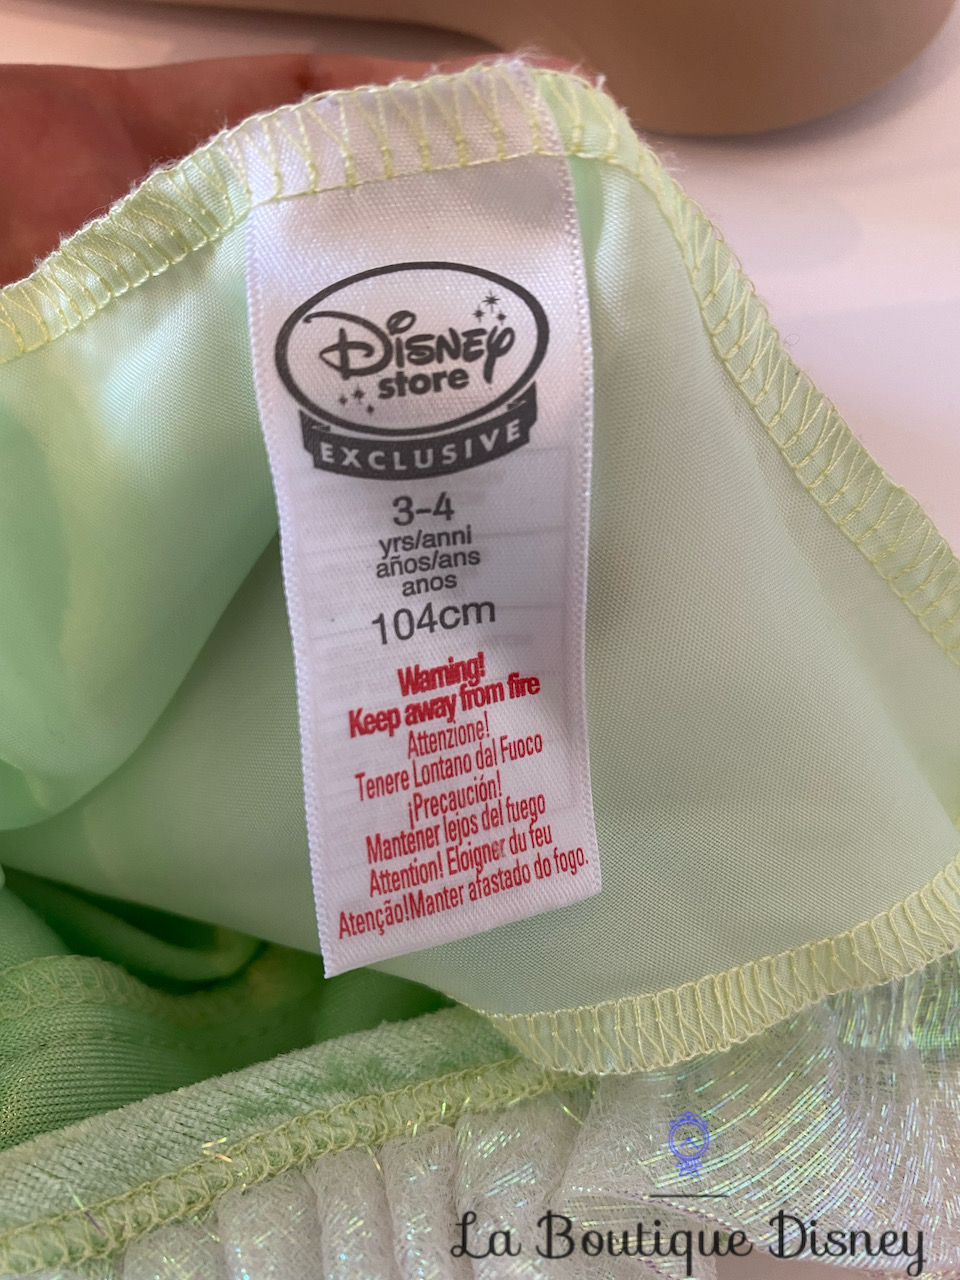 Disney
store
EXCLUSIVE
3-4
yrs/anni
años/ans
anos
104cm
Warning!
Keep away from fire
Attenzione!
Tenere Lontano dal Fuoco
¡Precaución!
Mantener lejos del fuego
Attention! Eloigner du feu
Atenção!Manter afastado do fogo.
La Boutique Disney